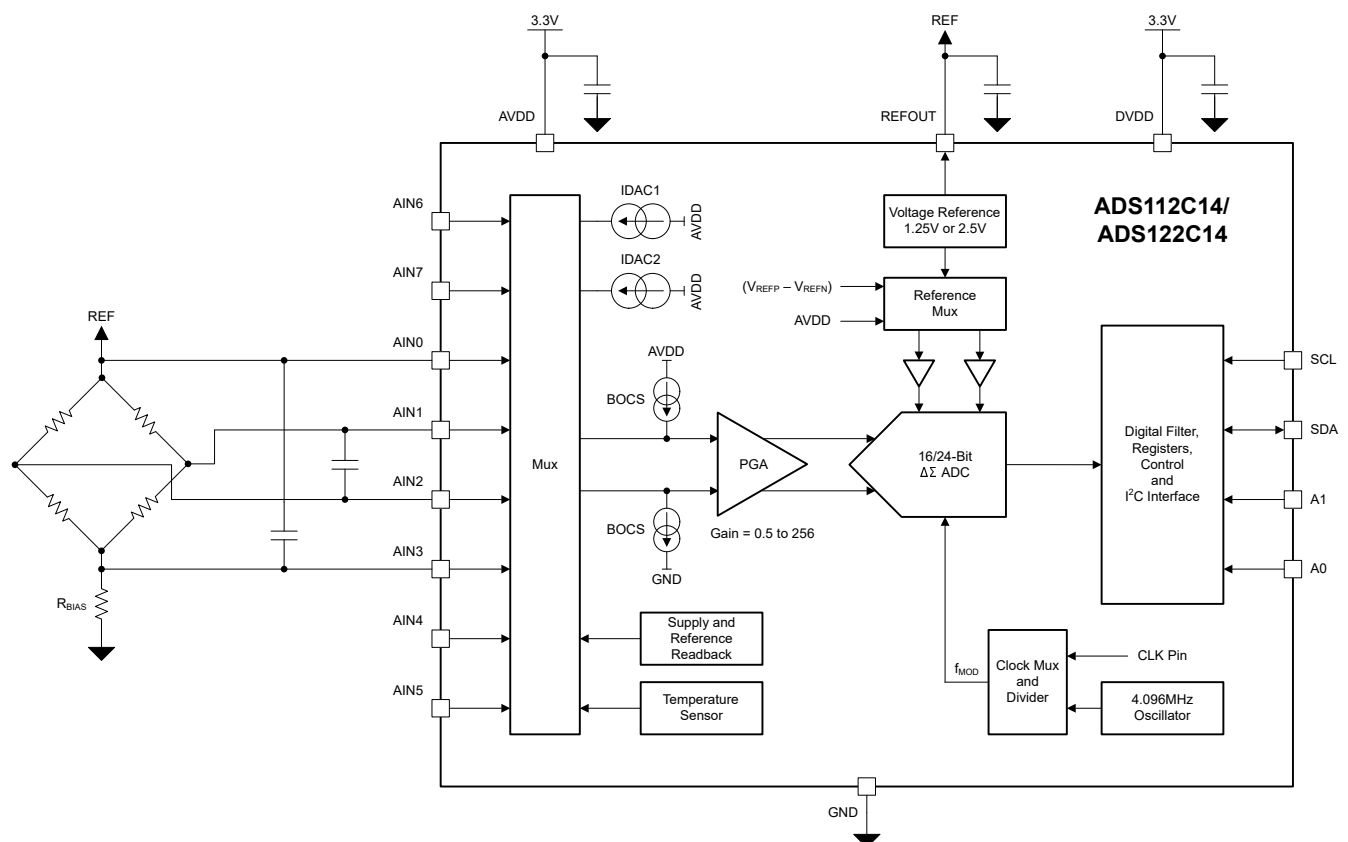 3.3V
REF
3.3V
AVDD
REFOUT
DVDD
ADS112C14/
ADS122C14
AIN6
IDAC1
AVDD
Voltage Reference
1.25V or 2.5V
AIN7
IDAC2
AVDD
(VREFP – VREFN)
Reference
Mux
AVDD
REF
AIN0
AVDD
BOCS
SCL
AIN1
Mux
PGA
16/24-Bit
ΔΣ ADC
Digital Filter,
Registers,
Control
and
I²C Interface
SDA
AIN2
BOCS
Gain = 0.5 to 256
A1
AIN3
GND
A0
RBIAS
AIN4
Supply and
Reference
Readback
fMOD
Clock Mux
and
Divider
CLK Pin
AIN5
Temperature
Sensor
4.096MHz
Oscillator
GND